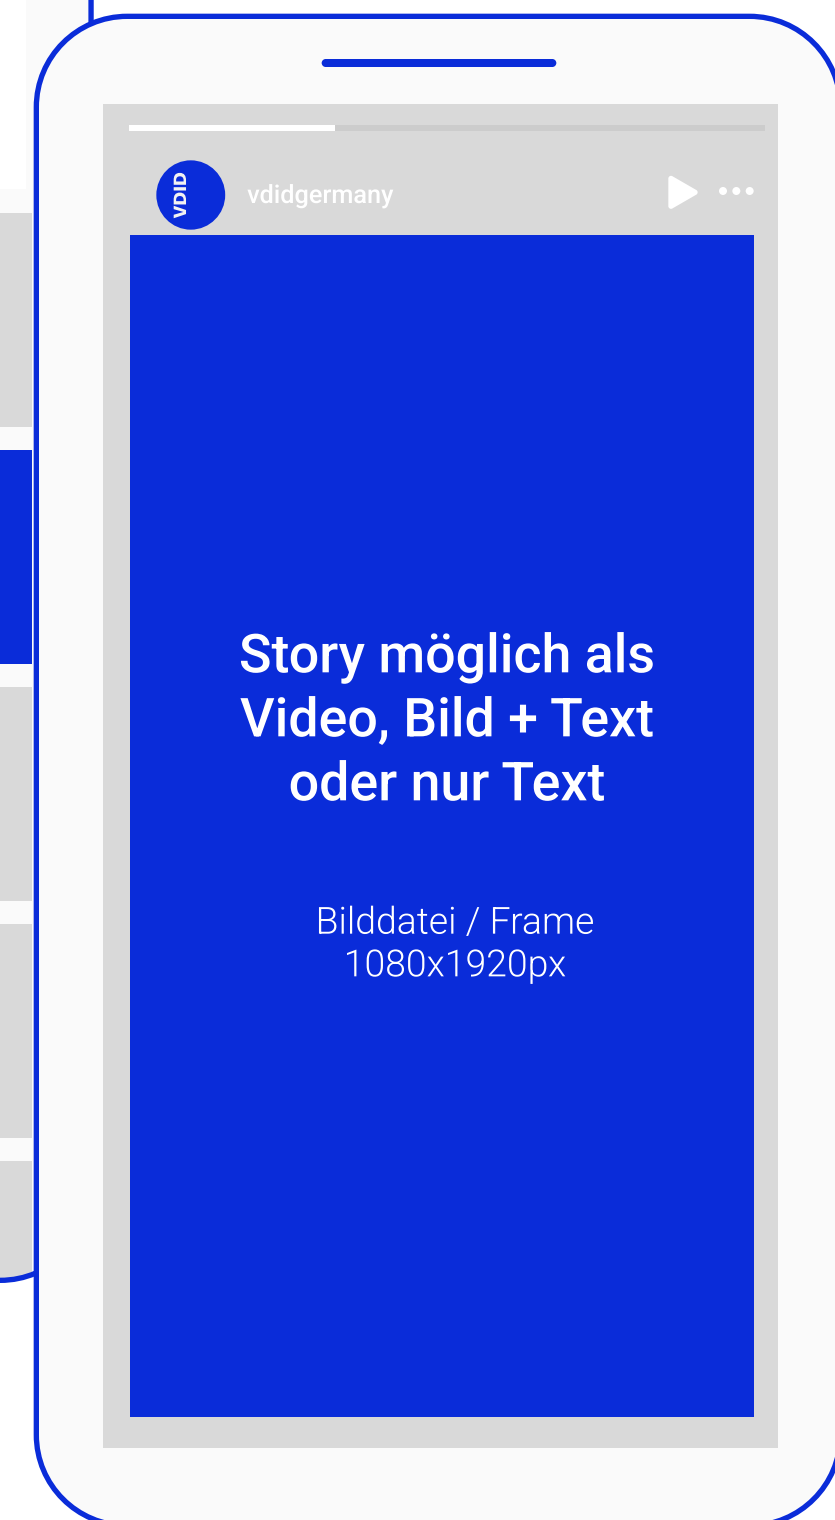 VDID
vdidgermany
Story möglich als
Video, Bild + Text
oder nur Text
Bilddatei / Frame
1080x1920px